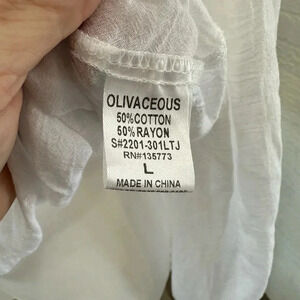 OLIVACEOUS
50%COTTON
50%RAYON
S#2201-301LTJ
RN#135773
L
MADE IN CHINA